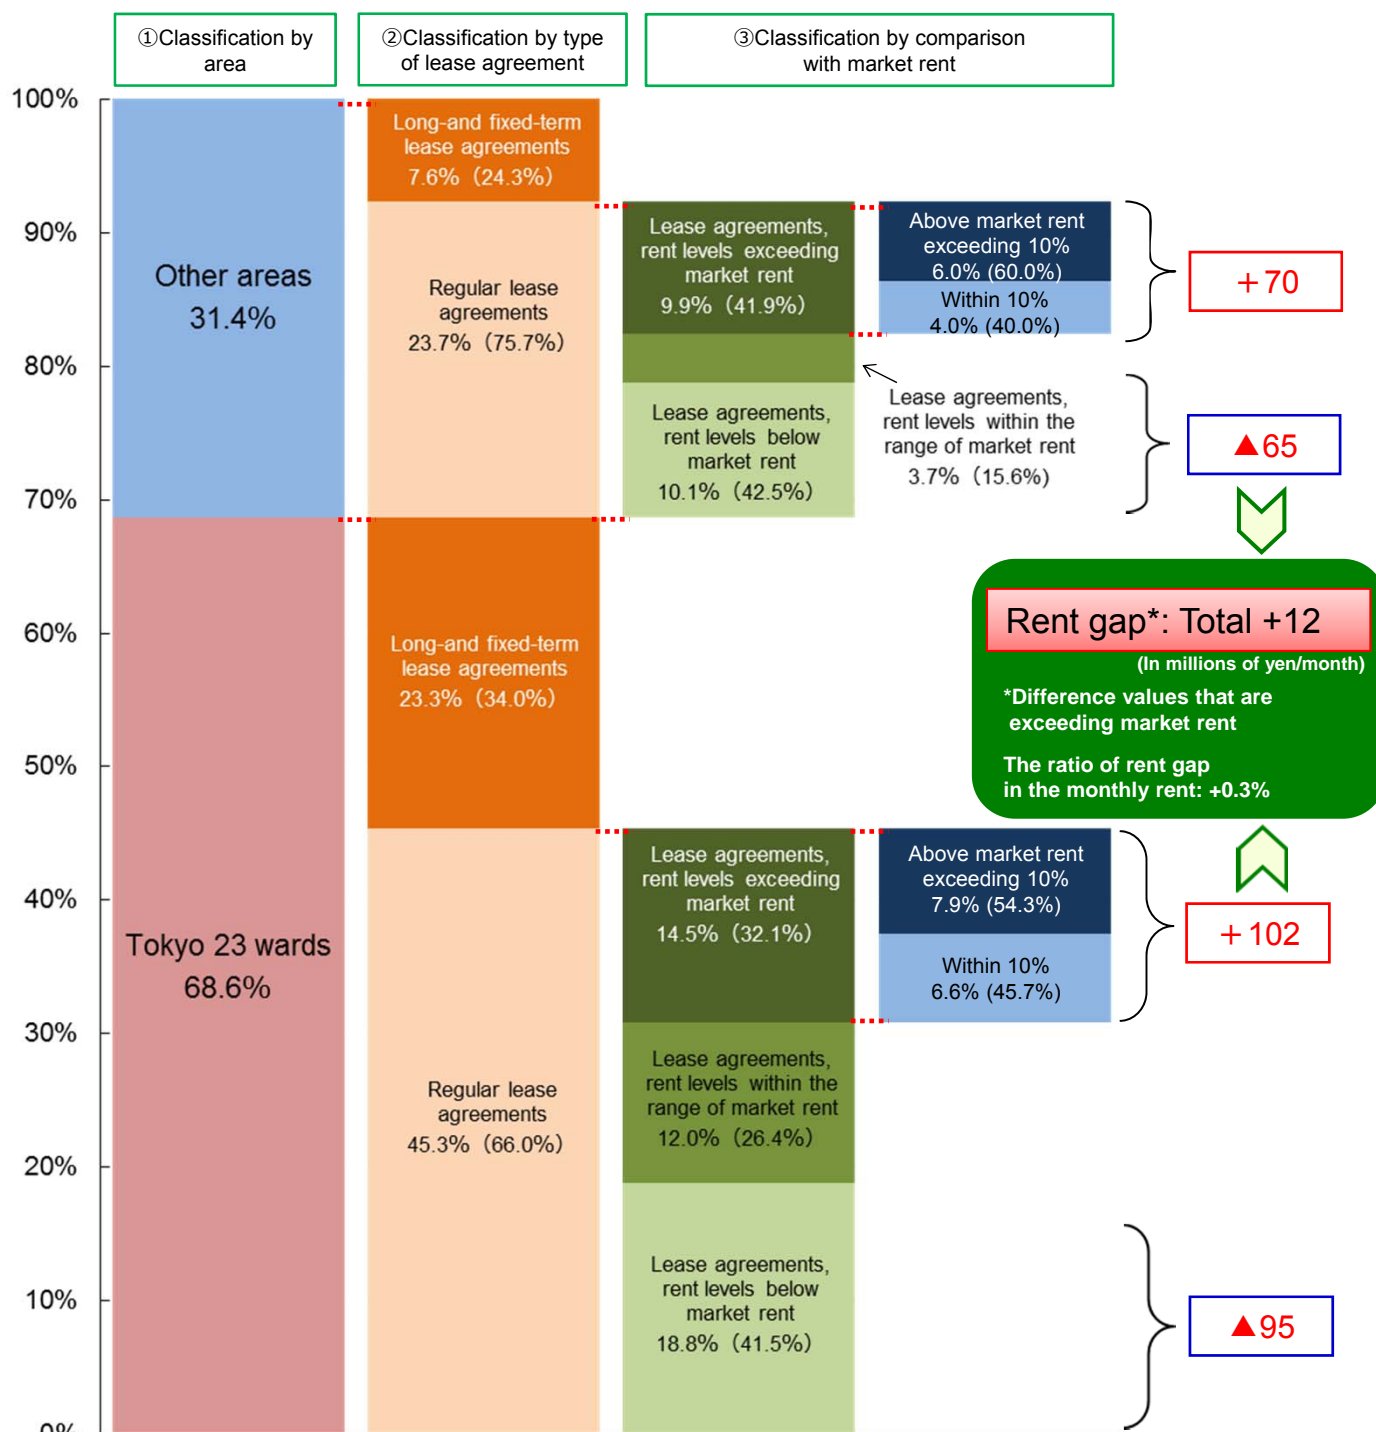 ①Classification by
area
②Classification by type
of lease agreement
③Classification by comparison
with market rent
100%
90%
80%
70%
60%
50%
40%
30%
20%
10%
0%
Other areas
31.4%
Tokyo 23 wards
68.6%
Long-and fixed-term
lease agreements
7.6%（24.3%）
Regular lease
agreements
23.7%（75.7%）
Long-and fixed-term
lease agreements
23.3%（34.0%）
Regular lease
agreements
45.3%（66.0%）
Lease agreements,
rent levels exceeding
market rent
9.9%（41.9%）
Lease agreements,
rent levels below
market rent
10.1%（42.5%）
Above market rent
exceeding 10%
6.0% (60.0%)
Within 10%
4.0% (40.0%)
Lease agreements,
rent levels within the
range of market rent
3.7%（15.6%）
＋70
▲65
Rent gap*: Total +12
(In millions of yen/month)
*Difference values that are
exceeding market rent
The ratio of rent gap
in the monthly rent: +0.3%
Lease agreements,
rent levels exceeding
market rent
14.5%（32.1%）
Lease agreements,
rent levels within the
range of market rent
12.0%（26.4%）
Lease agreements,
rent levels below
market rent
18.8%（41.5%）
Above market rent
exceeding 10%
7.9% (54.3%)
Within 10%
6.6% (45.7%)
＋102
▲95